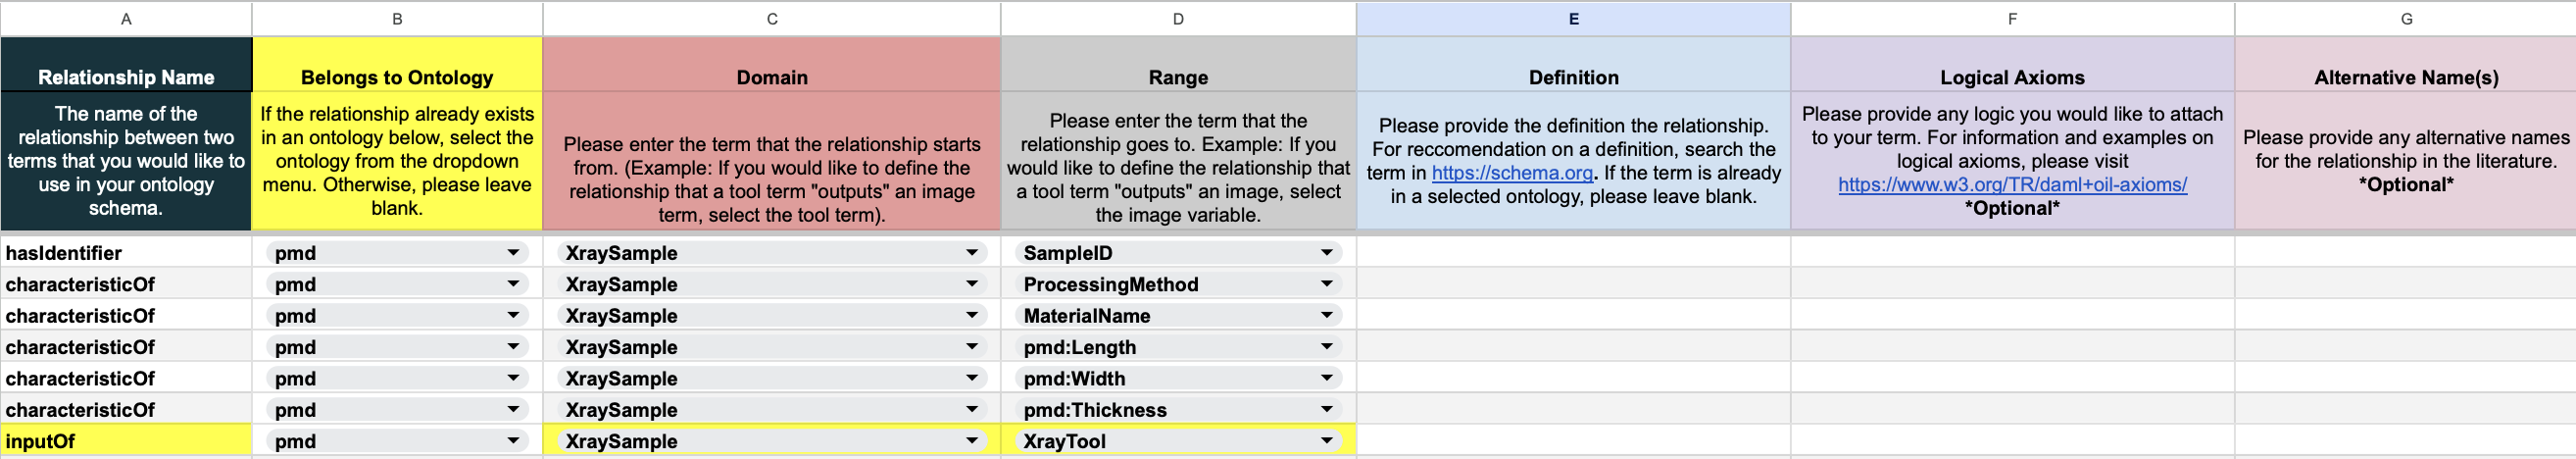 A B C D E F G
Relationship Name Belongs to Ontology Domain Range Definition Logical Axioms Alternative Name(s)
The name of the
relationship between two
terms that you would like to
use in your ontology
schema.
If the relationship already exists
in an ontology below, select the
ontology from the dropdown
menu. Otherwise, please leave
blank.
Please enter the term that the relationship starts
from. (Example: If you would like to define the
relationship that a tool term "outputs" an image
term, select the tool term).
Please enter the term that the
relationship goes to. Example: If you
would like to define the relationship that
a tool term "outputs" an image, select
the image variable.
Please provide the definition the relationship.
For reccomendation on a definition, search the
term in https://schema.org. If the term is already
in a selected ontology, please leave blank.
Please provide any logic you would like to attach
to your term. For information and examples on
logical axioms, please visit
https://www.w3.org/TR/daml+oil-axioms/
*Optional*
Please provide any alternative names
for the relationship in the literature.
*Optional*
hasIdentifier pmd XraySample SampleID
characteristicOf pmd XraySample ProcessingMethod
characteristicOf pmd XraySample MaterialName
characteristicOf pmd XraySample pmd:Length
characteristicOf pmd XraySample pmd:Width
characteristicOf pmd XraySample pmd:Thickness
inputOf pmd XraySample XrayTool